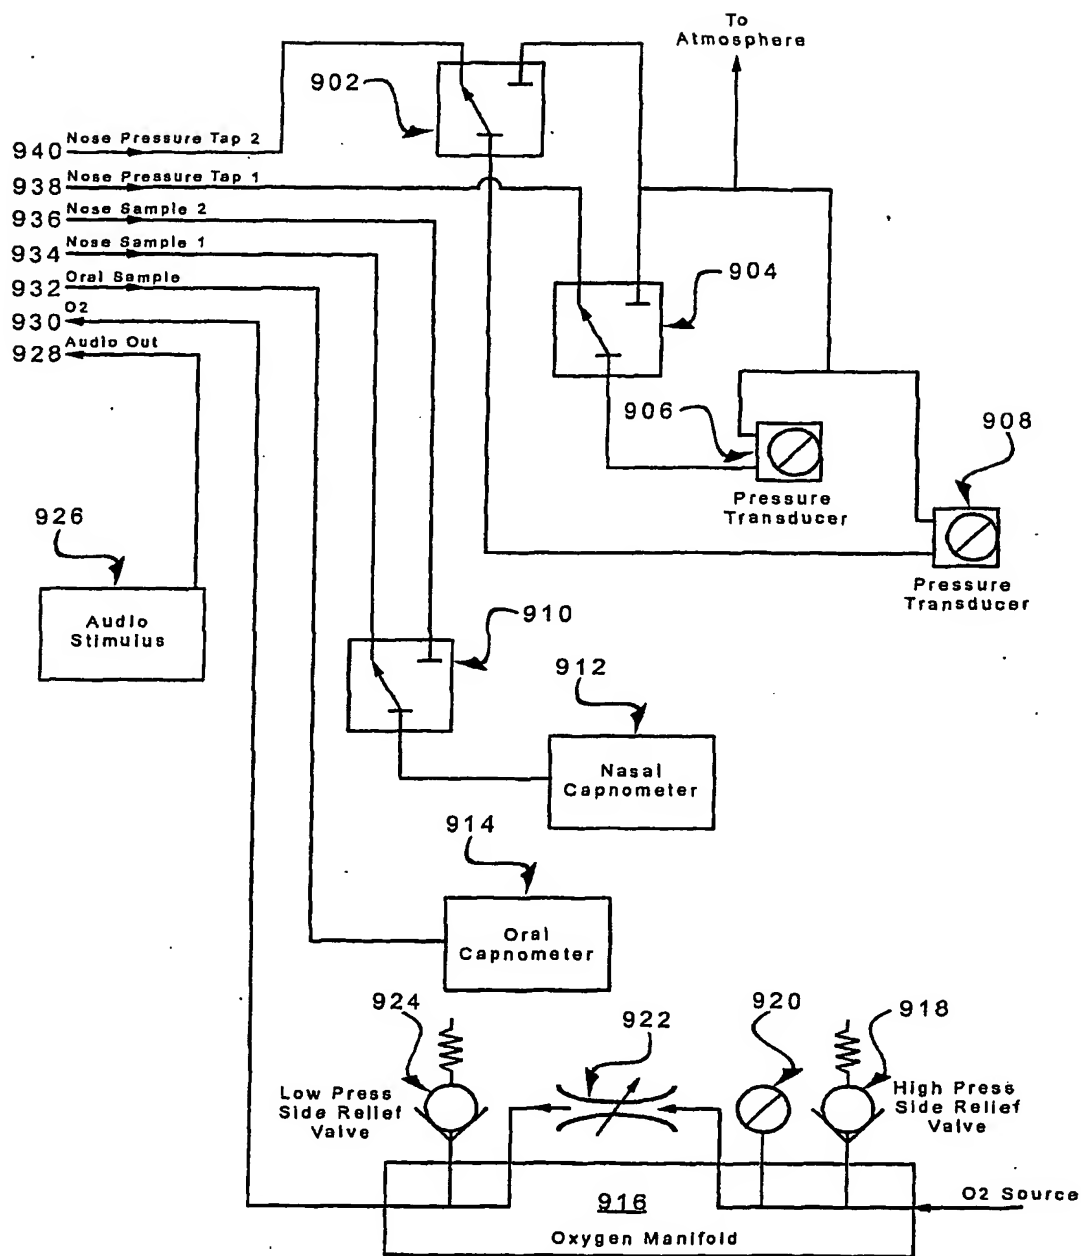 To
Atmosphere
902
940 Nose Pressure Tap 2
938 Nose Pressure Tap 1
936 Nose Sample 2
934 Nose Sample 1
932 Oral Sample
930 O2
928 Audio Out
904
906
908
Pressure
Transducer
Pressure
Transducer
926
Audio
Stimulus
910
912
Nasal
Capnometer
914
Oral
Capnometer
924
922
920
918
Low Press
Side Relief
Valve
High Press
Side Relief
Valve
916
O2 Source
Oxygen Manifold